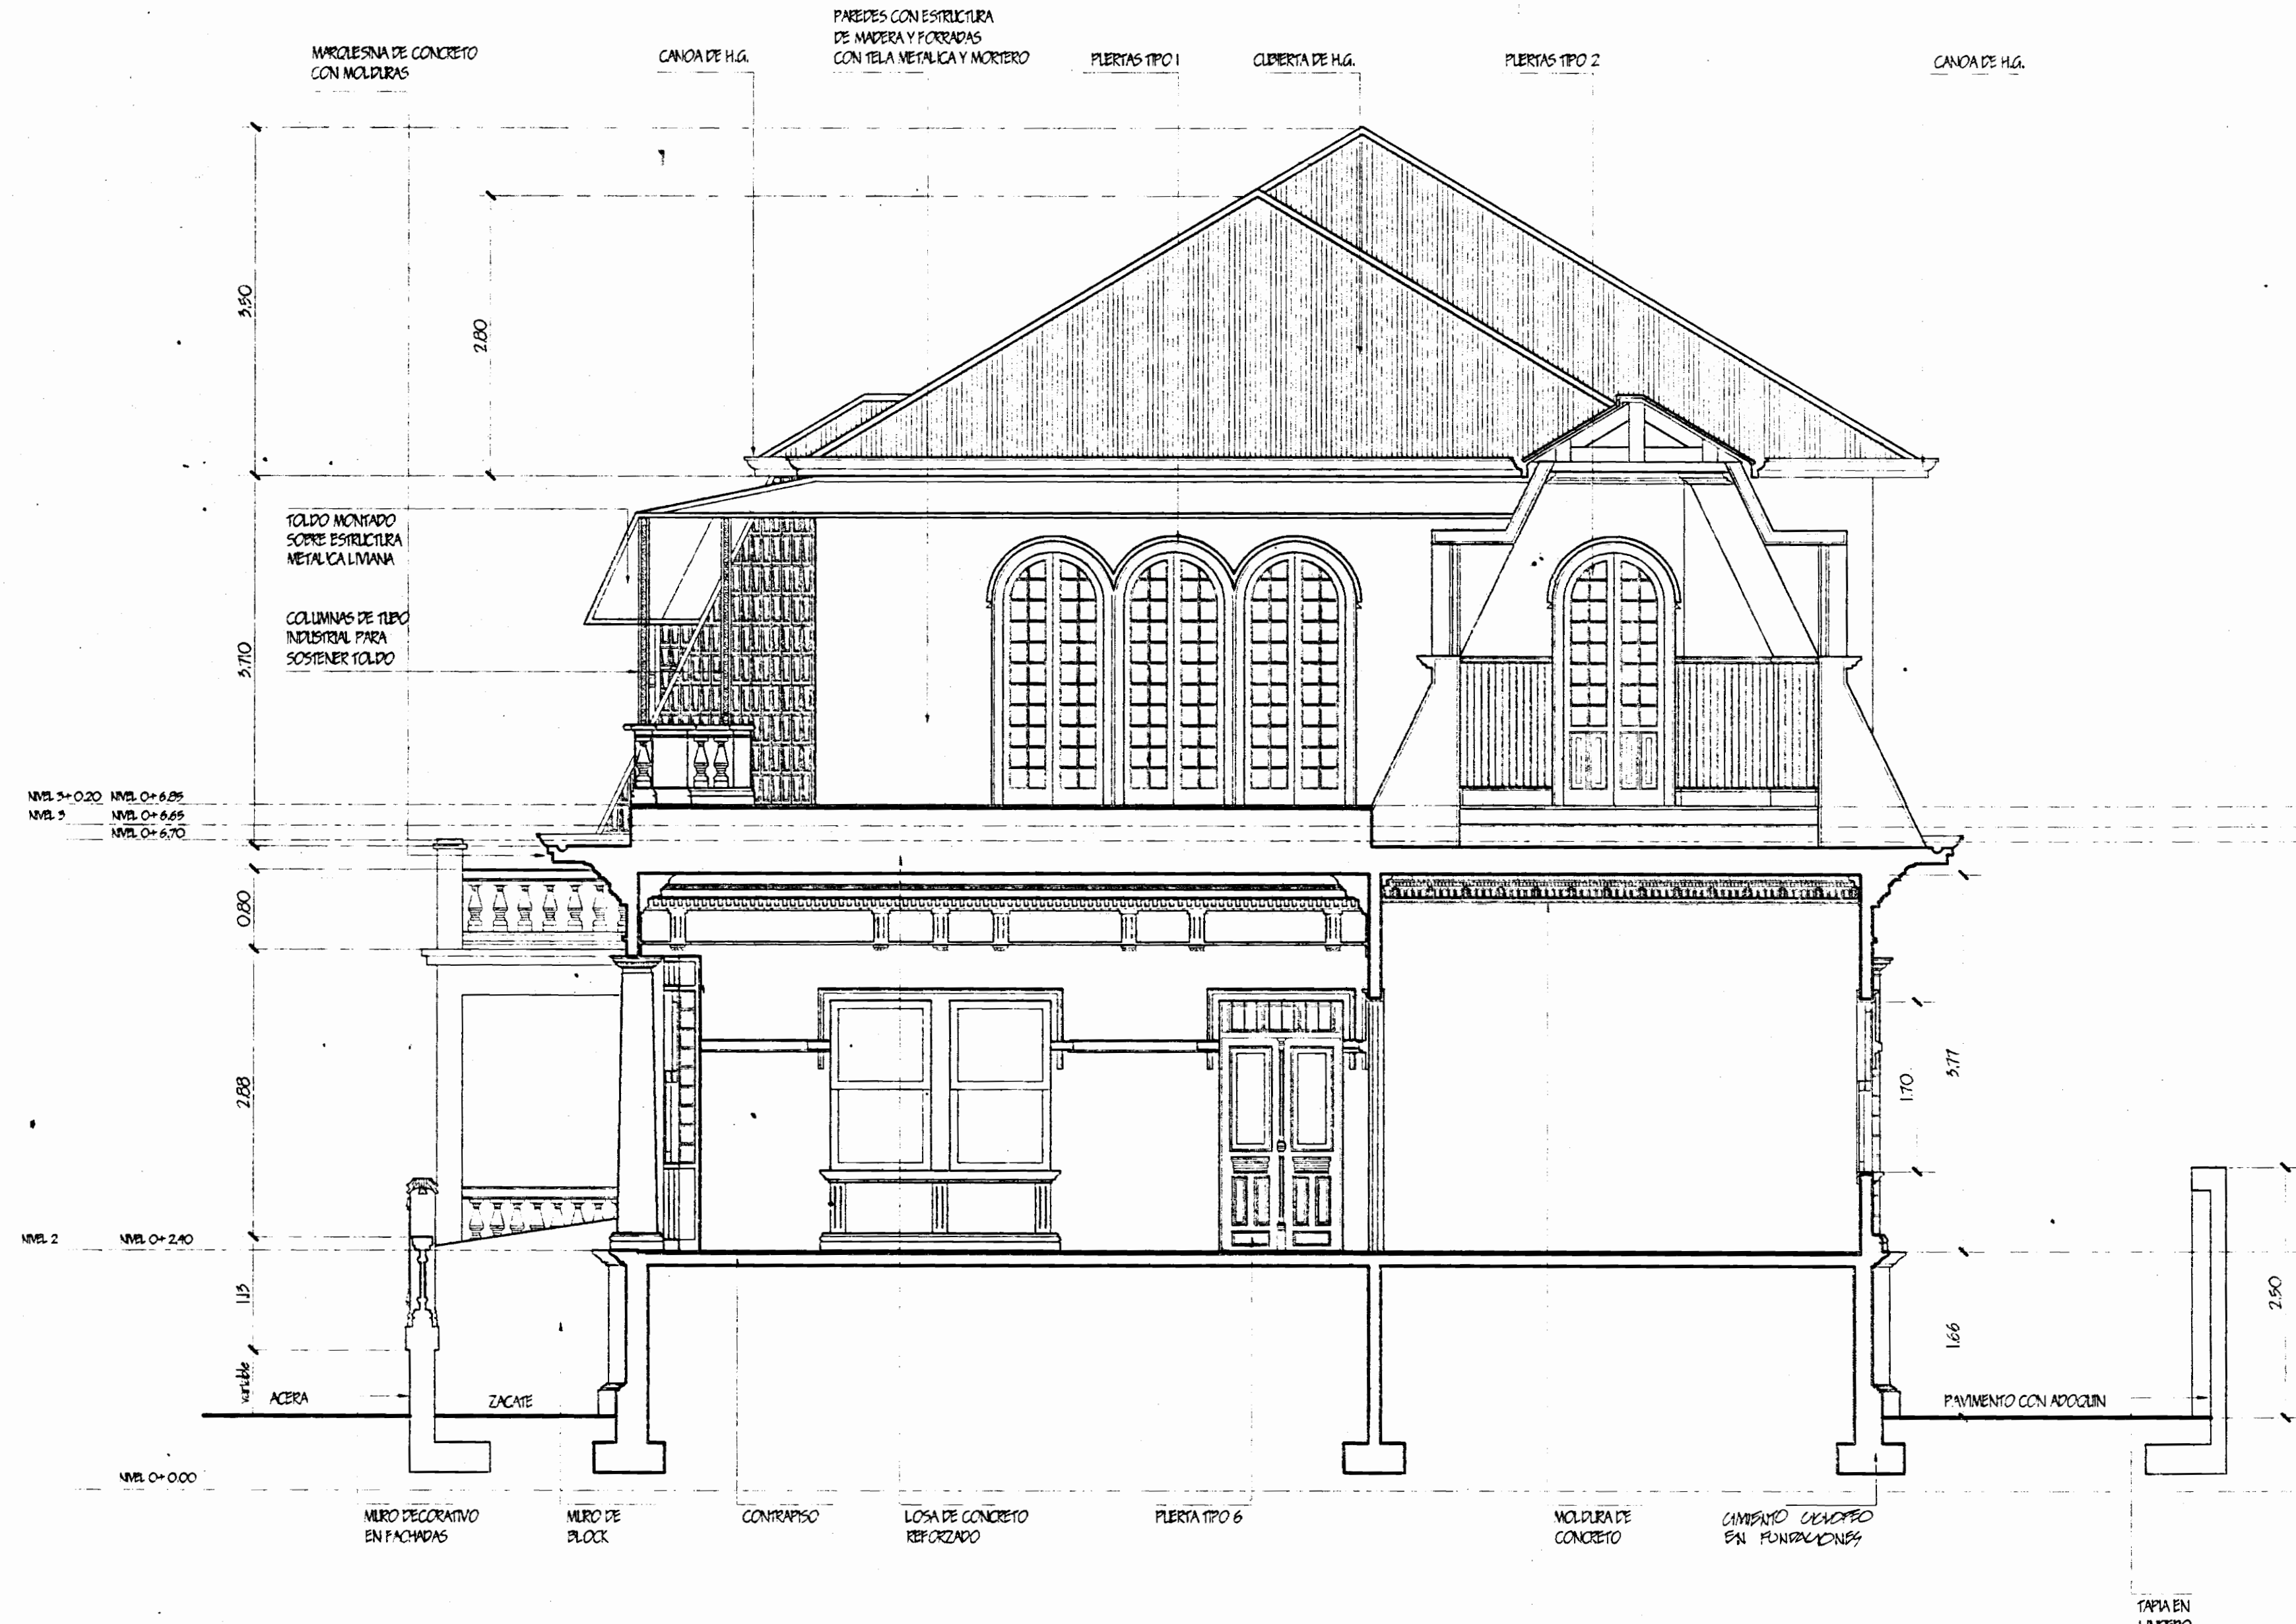 PAREDES CON ESTRUCTURA
DE MADERA Y FORRADAS
CON TELA METALICA Y MORTERO
MARQUESINA DE CONCRETO
CON MOLDURAS
CANOA DE H.G.
PUERTAS TIPO 1
CUBIERTA DE H.G.
PUERTAS TIPO 2
CANOA DE H.G.
3.50
2.80
TOLDO MONTADO
SOBRE ESTRUCTURA
METALICA LIVIANA
COLUMNAS DE TUBO
INDUSTRIAL PARA
SOSTENER TOLDO
3.70
NIVEL 3+0.20 NIVEL 0+6.85
NIVEL 3 NIVEL 0+6.65
NIVEL 0+6.70
0.80
2.88
3.77
1.70
NIVEL 2 NIVEL 0+2.40
1.13
2.50
1.66
variable
ACERA
ZACATE
PAVIMENTO CON ADOQUIN
NIVEL 0+0.00
MURO DECORATIVO
EN FACHADAS
MURO DE
BLOCK
CONTRAPISO
LOSA DE CONCRETO
REFORZADO
PUERTA TIPO 6
MOLDURA DE
CONCRETO
CIMIENTO CICLOPEO
EN FUNDACIONES
TAPIA EN